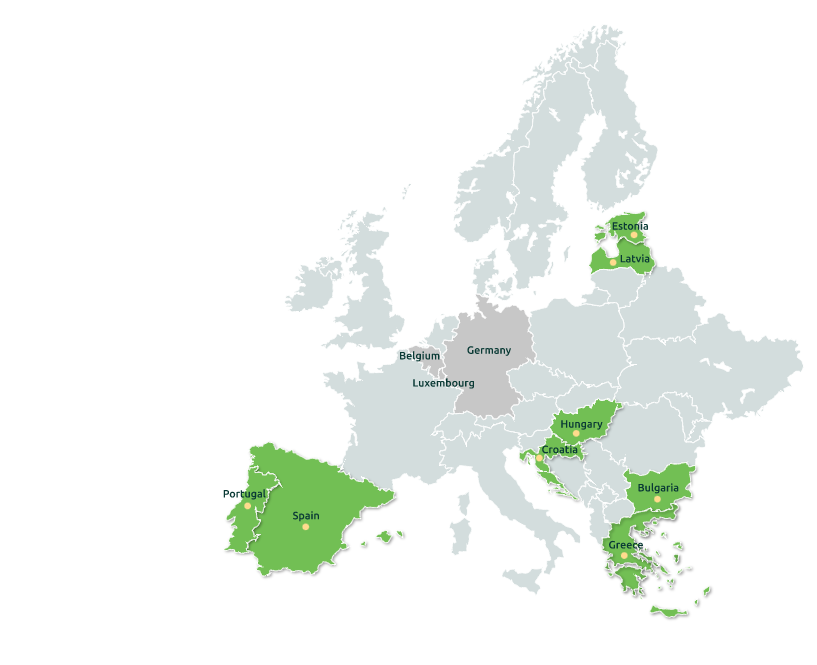 Estonia
Latvia
Germany
Belgium
Luxembourg
Hungary
Croatia
Bulgaria
Portugal
Spain
Greece